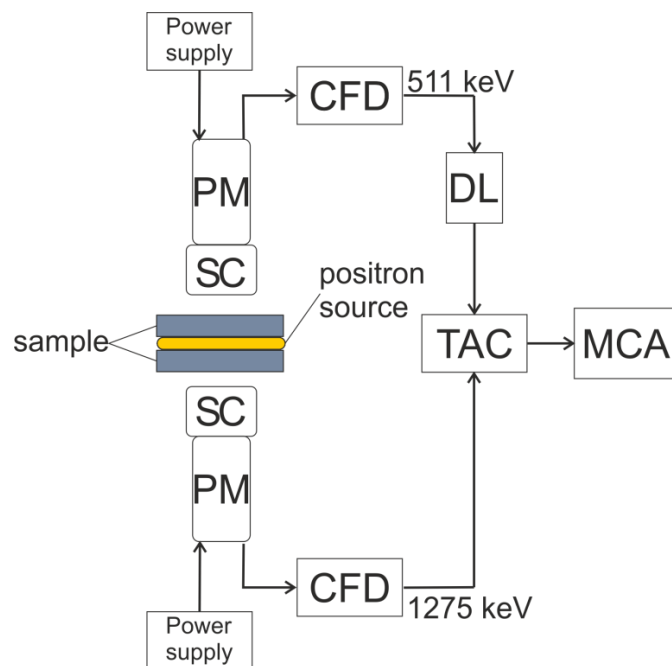 Power
supply
CFD
511 keV
PM
DL
SC
positron
source
sample
TAC
MCA
SC
PM
CFD
1275 keV
Power
supply